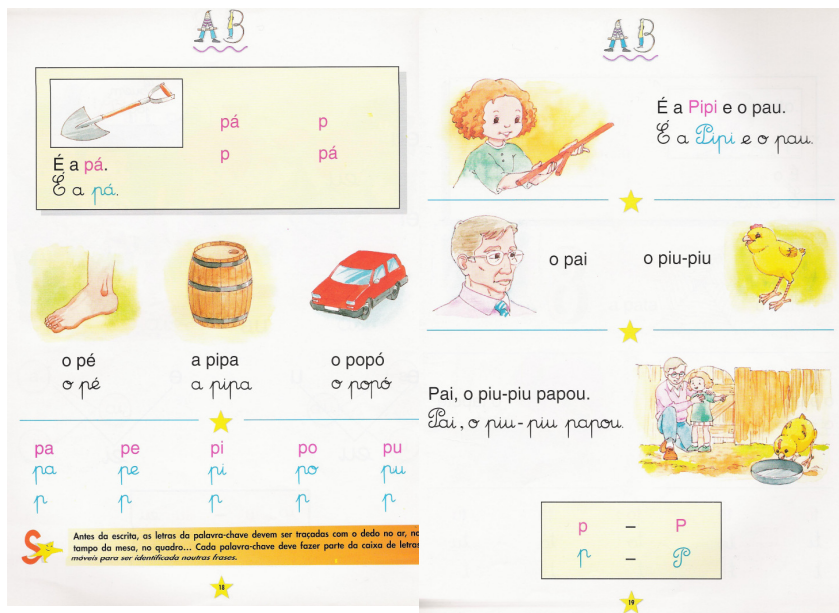 AB
pá p
p pá
É a pá.
É a pá.
o pé a pipa o popó
o pé a pipa o popó
pa pe pi po pu
pa pe pi po pu
p p p p p
Antes da escrita, as letras da palavra-chave devem ser traçadas com o dedo no ar, no
tampo da mesa, no quadro... Cada palavra-chave deve fazer parte da caixa de letras
móveis para ser identificada noutras frases.
18
AB
É a Pipi e o pau.
É a Pipi e o pau.
o pai o piu-piu
Pai, o piu-piu papou.
Pai, o piu-piu papou.
p – P
p – P
19